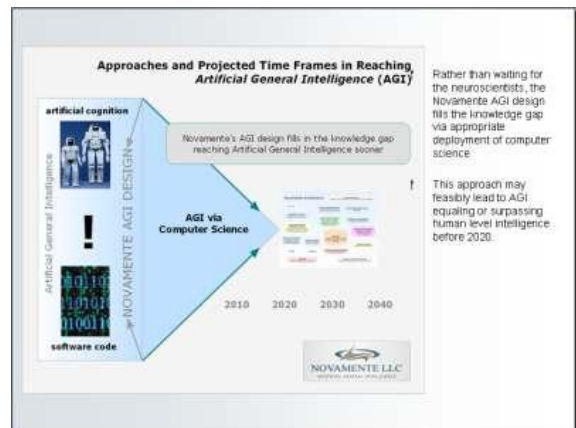 Approaches and Projected Time Frames in Reaching
Artificial General Intelligence (AGI)
artificial cognition
Artificial General Intelligence
!
NOVAMENTE AGI DESIGN
software code
Novamente's AGI design fills in the knowledge gap
reaching Artificial General Intelligence sooner
AGI via
Computer Science
2010 2020 2030 2040
NOVAMENTE LLC
Rather than waiting for
the neuroscientists, the
Novamente AGI design
fills the knowledge gap
via appropriate
deployment of computer
science
This approach may
feasibly lead to AGI
equaling or surpassing
human level intelligence
before 2020.